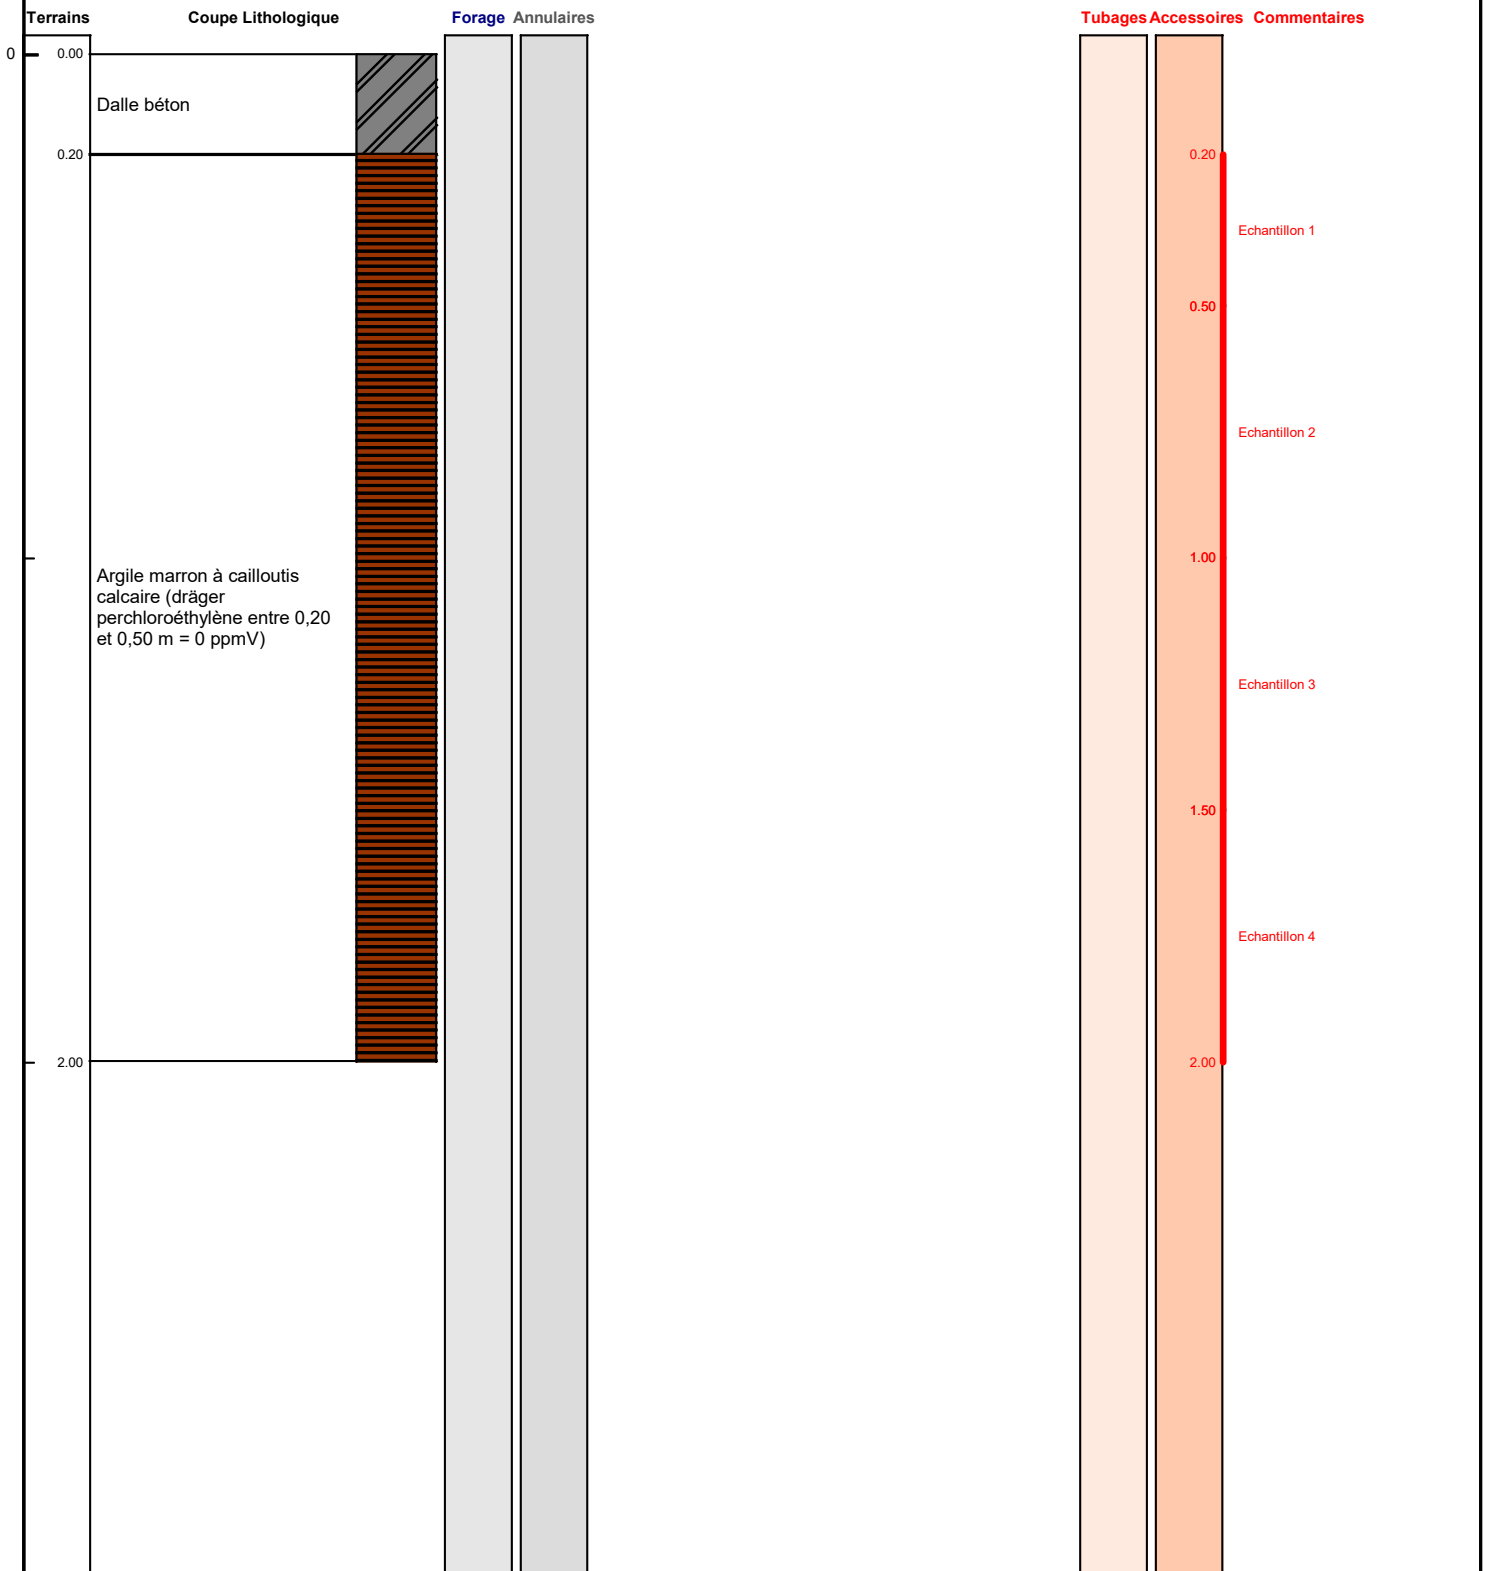 Terrains Coupe Lithologique Forage Annulaires Tubages Accessoires Commentaires
0 0.00
Dalle béton
0.20 0.20
Echantillon 1
0.50
Echantillon 2
1.00
Argile marron à cailloutis
calcaire (dräger
perchloroéthylène entre 0,20
et 0,50 m = 0 ppmV)
Echantillon 3
1.50
Echantillon 4
2.00 2.00